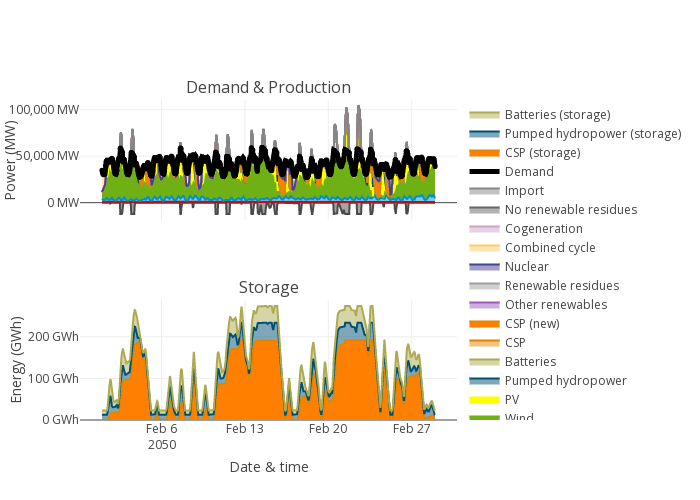 Demand & Production
100,000 MW
50,000 MW
0 MW
Power (MW)
Storage
200 GWh
100 GWh
0 GWh
Energy (GWh)
Feb 6
2050
Feb 13
Feb 20
Feb 27
Date & time
Batteries (storage)
Pumped hydropower (storage)
CSP (storage)
Demand
Import
No renewable residues
Cogeneration
Combined cycle
Nuclear
Renewable residues
Other renewables
CSP (new)
CSP
Batteries
Pumped hydropower
PV
Wind